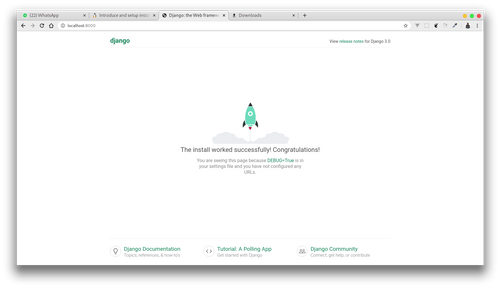 (22) WhatsApp
Introduce and setup insta
Django: the Web framew
Downloads
localhost:8000
django
View release notes for Django 3.0
The install worked successfully! Congratulations!
You are seeing this page because DEBUG=True is in
your settings file and you have not configured any
URLs.
Django Documentation
Topics, references, & how-to's
Tutorial: A Polling App
Get started with Django
Django Community
Connect, get help, or contribute